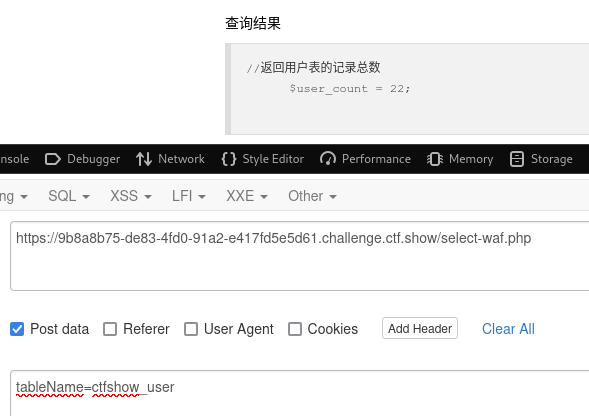 查询结果
//返回用户表的记录总数
$user_count = 22;
nsole Debugger Network Style Editor Performance Memory Storage
ng SQL XSS LFI XXE Other
https://9b8a8b75-de83-4fd0-91a2-e417fd5e5d61.challenge.ctf.show/select-waf.php
Post data Referer User Agent Cookies Add Header Clear All
tableName=ctfshow_user